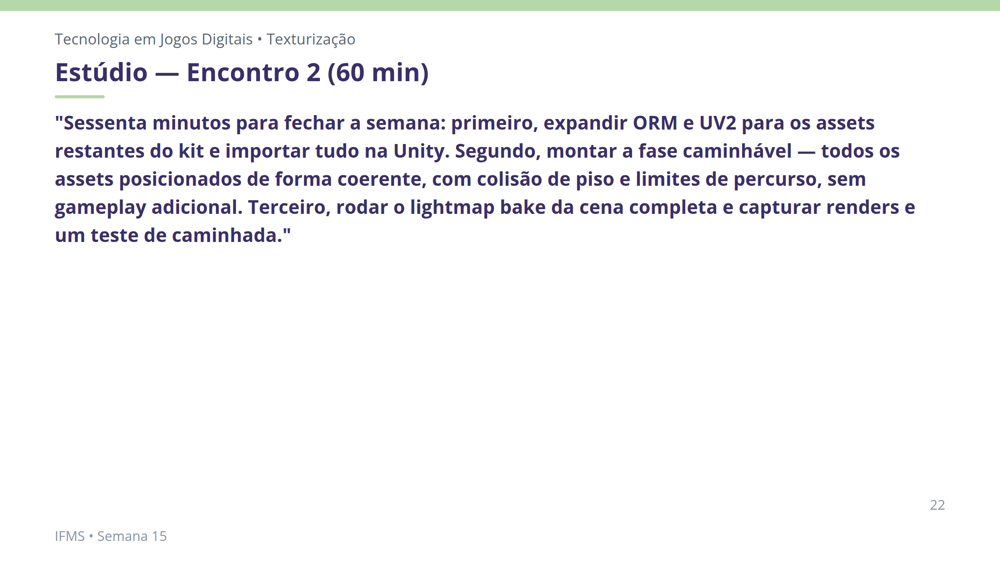 Tecnologia em Jogos Digitais • Texturização
Estúdio — Encontro 2 (60 min)
"Sessenta minutos para fechar a semana: primeiro, expandir ORM e UV2 para os assets
restantes do kit e importar tudo na Unity. Segundo, montar a fase caminhável — todos os
assets posicionados de forma coerente, com colisão de piso e limites de percurso, sem
gameplay adicional. Terceiro, rodar o lightmap bake da cena completa e capturar renders e
um teste de caminhada."
22
IFMS • Semana 15